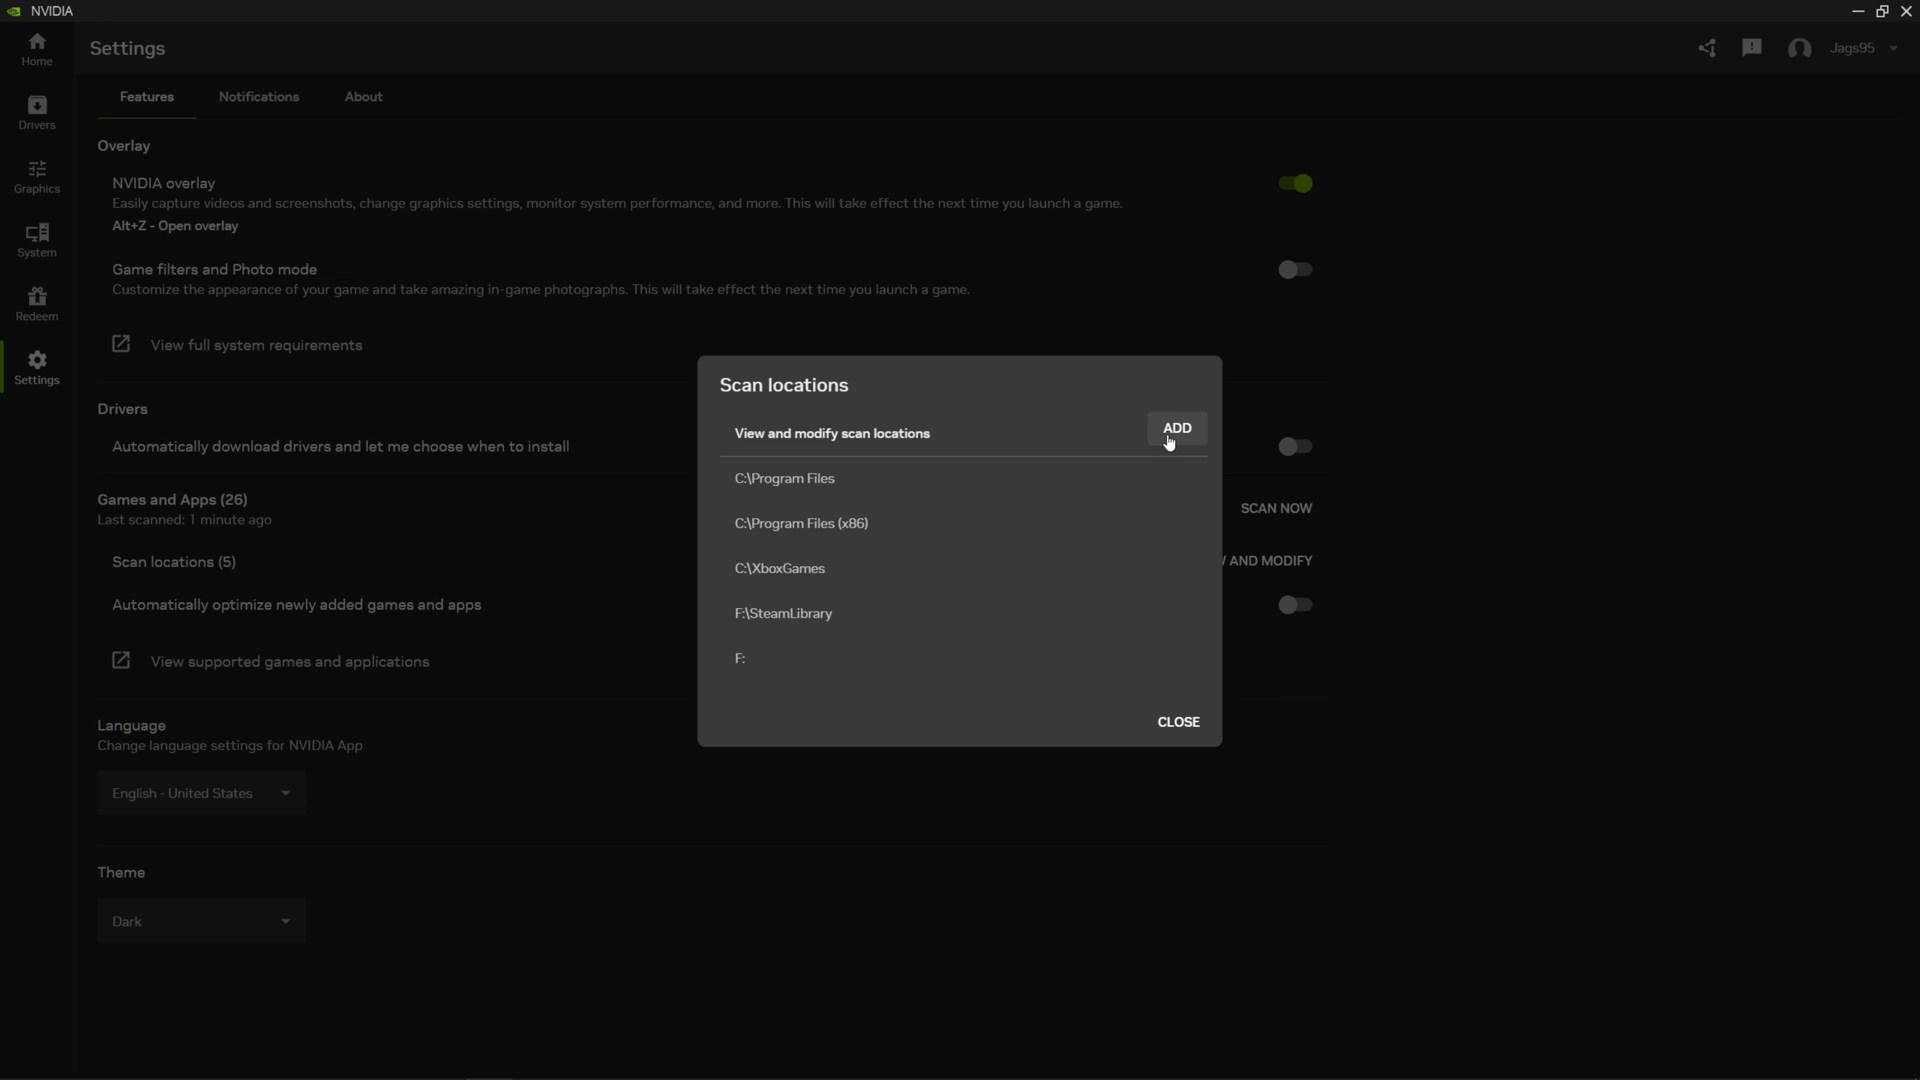 NVIDIA
Home
Settings
Jags95
Features
Notifications
About
Drivers
Overlay
NVIDIA overlay
Easily capture videos and screenshots, change graphics settings, monitor system performance, and more. This will take effect the next time you launch a game.
Alt+Z - Open overlay
Graphics
System
Game filters and Photo mode
Customize the appearance of your game and take amazing in-game photographs. This will take effect the next time you launch a game.
Redeem
View full system requirements
Settings
Drivers
Automatically download drivers and let me choose when to install
Games and Apps (26)
Last scanned: 1 minute ago
SCAN NOW
Scan locations (5)
AND MODIFY
Automatically optimize newly added games and apps
View supported games and applications
Language
Change language settings for NVIDIA App
English - United States
Theme
Dark
Scan locations
View and modify scan locations
ADD
C:\Program Files
C:\Program Files (x86)
C:\XboxGames
F:\SteamLibrary
F:
CLOSE